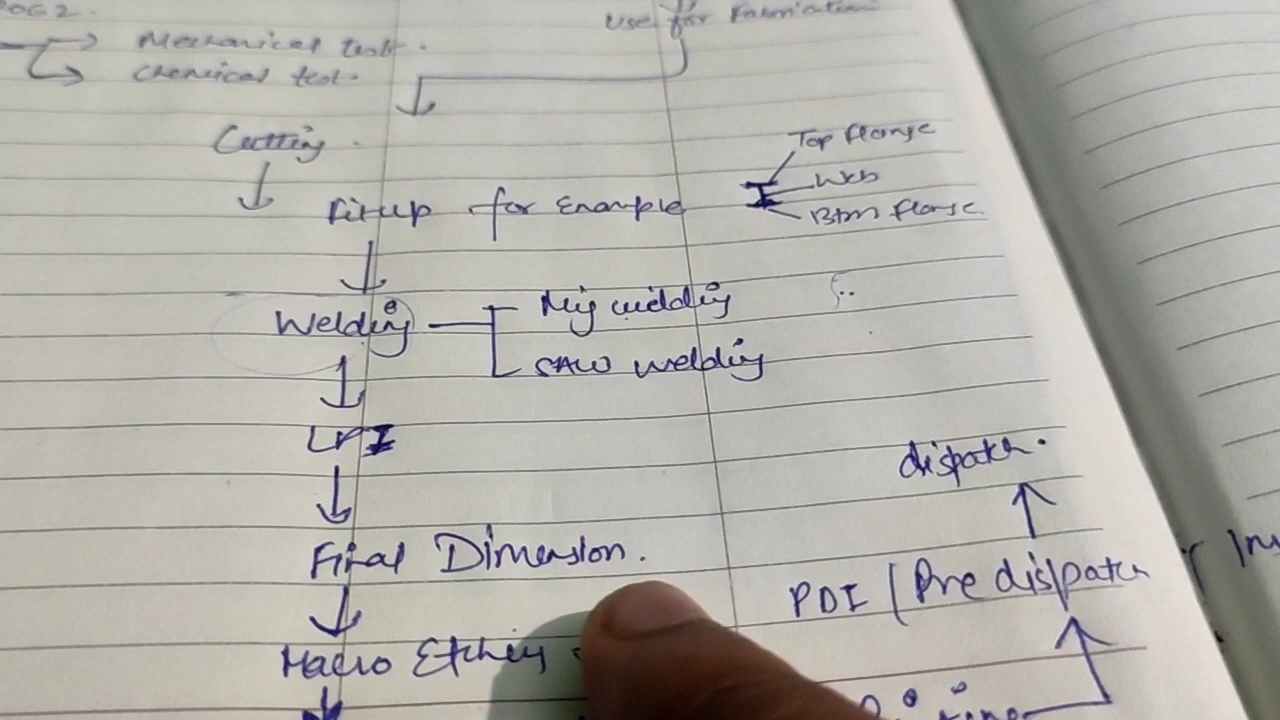 Use for Fabrication
Mechanical test.
Chemical test.
Cutting
Top flange
Web
Btm flange
Fitup for Example
Welding
Mig welding
SAW welding
LPI
Final Dimension.
Macro Etching
dispatch.
PDI (Pre dispatch